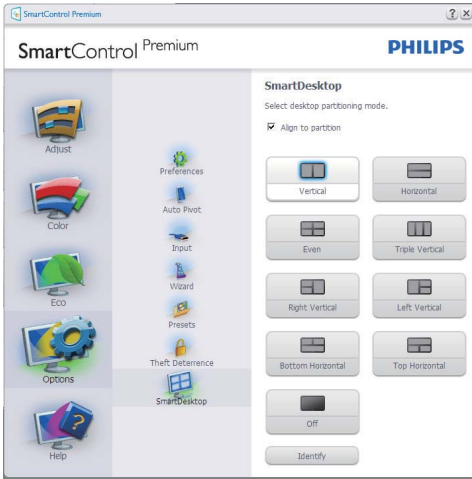 SmartControl Premium
SmartControl Premium
PHILIPS
Adjust
Color
Eco
Options
Help
Preferences
Auto Pivot
Input
Wizard
Presets
Theft Deterrence
SmartDesktop
SmartDesktop
Select desktop partitioning mode.
Align to partition
Vertical
Horizontal
Even
Triple Vertical
Right Vertical
Left Vertical
Bottom Horizontal
Top Horizontal
Off
Identify